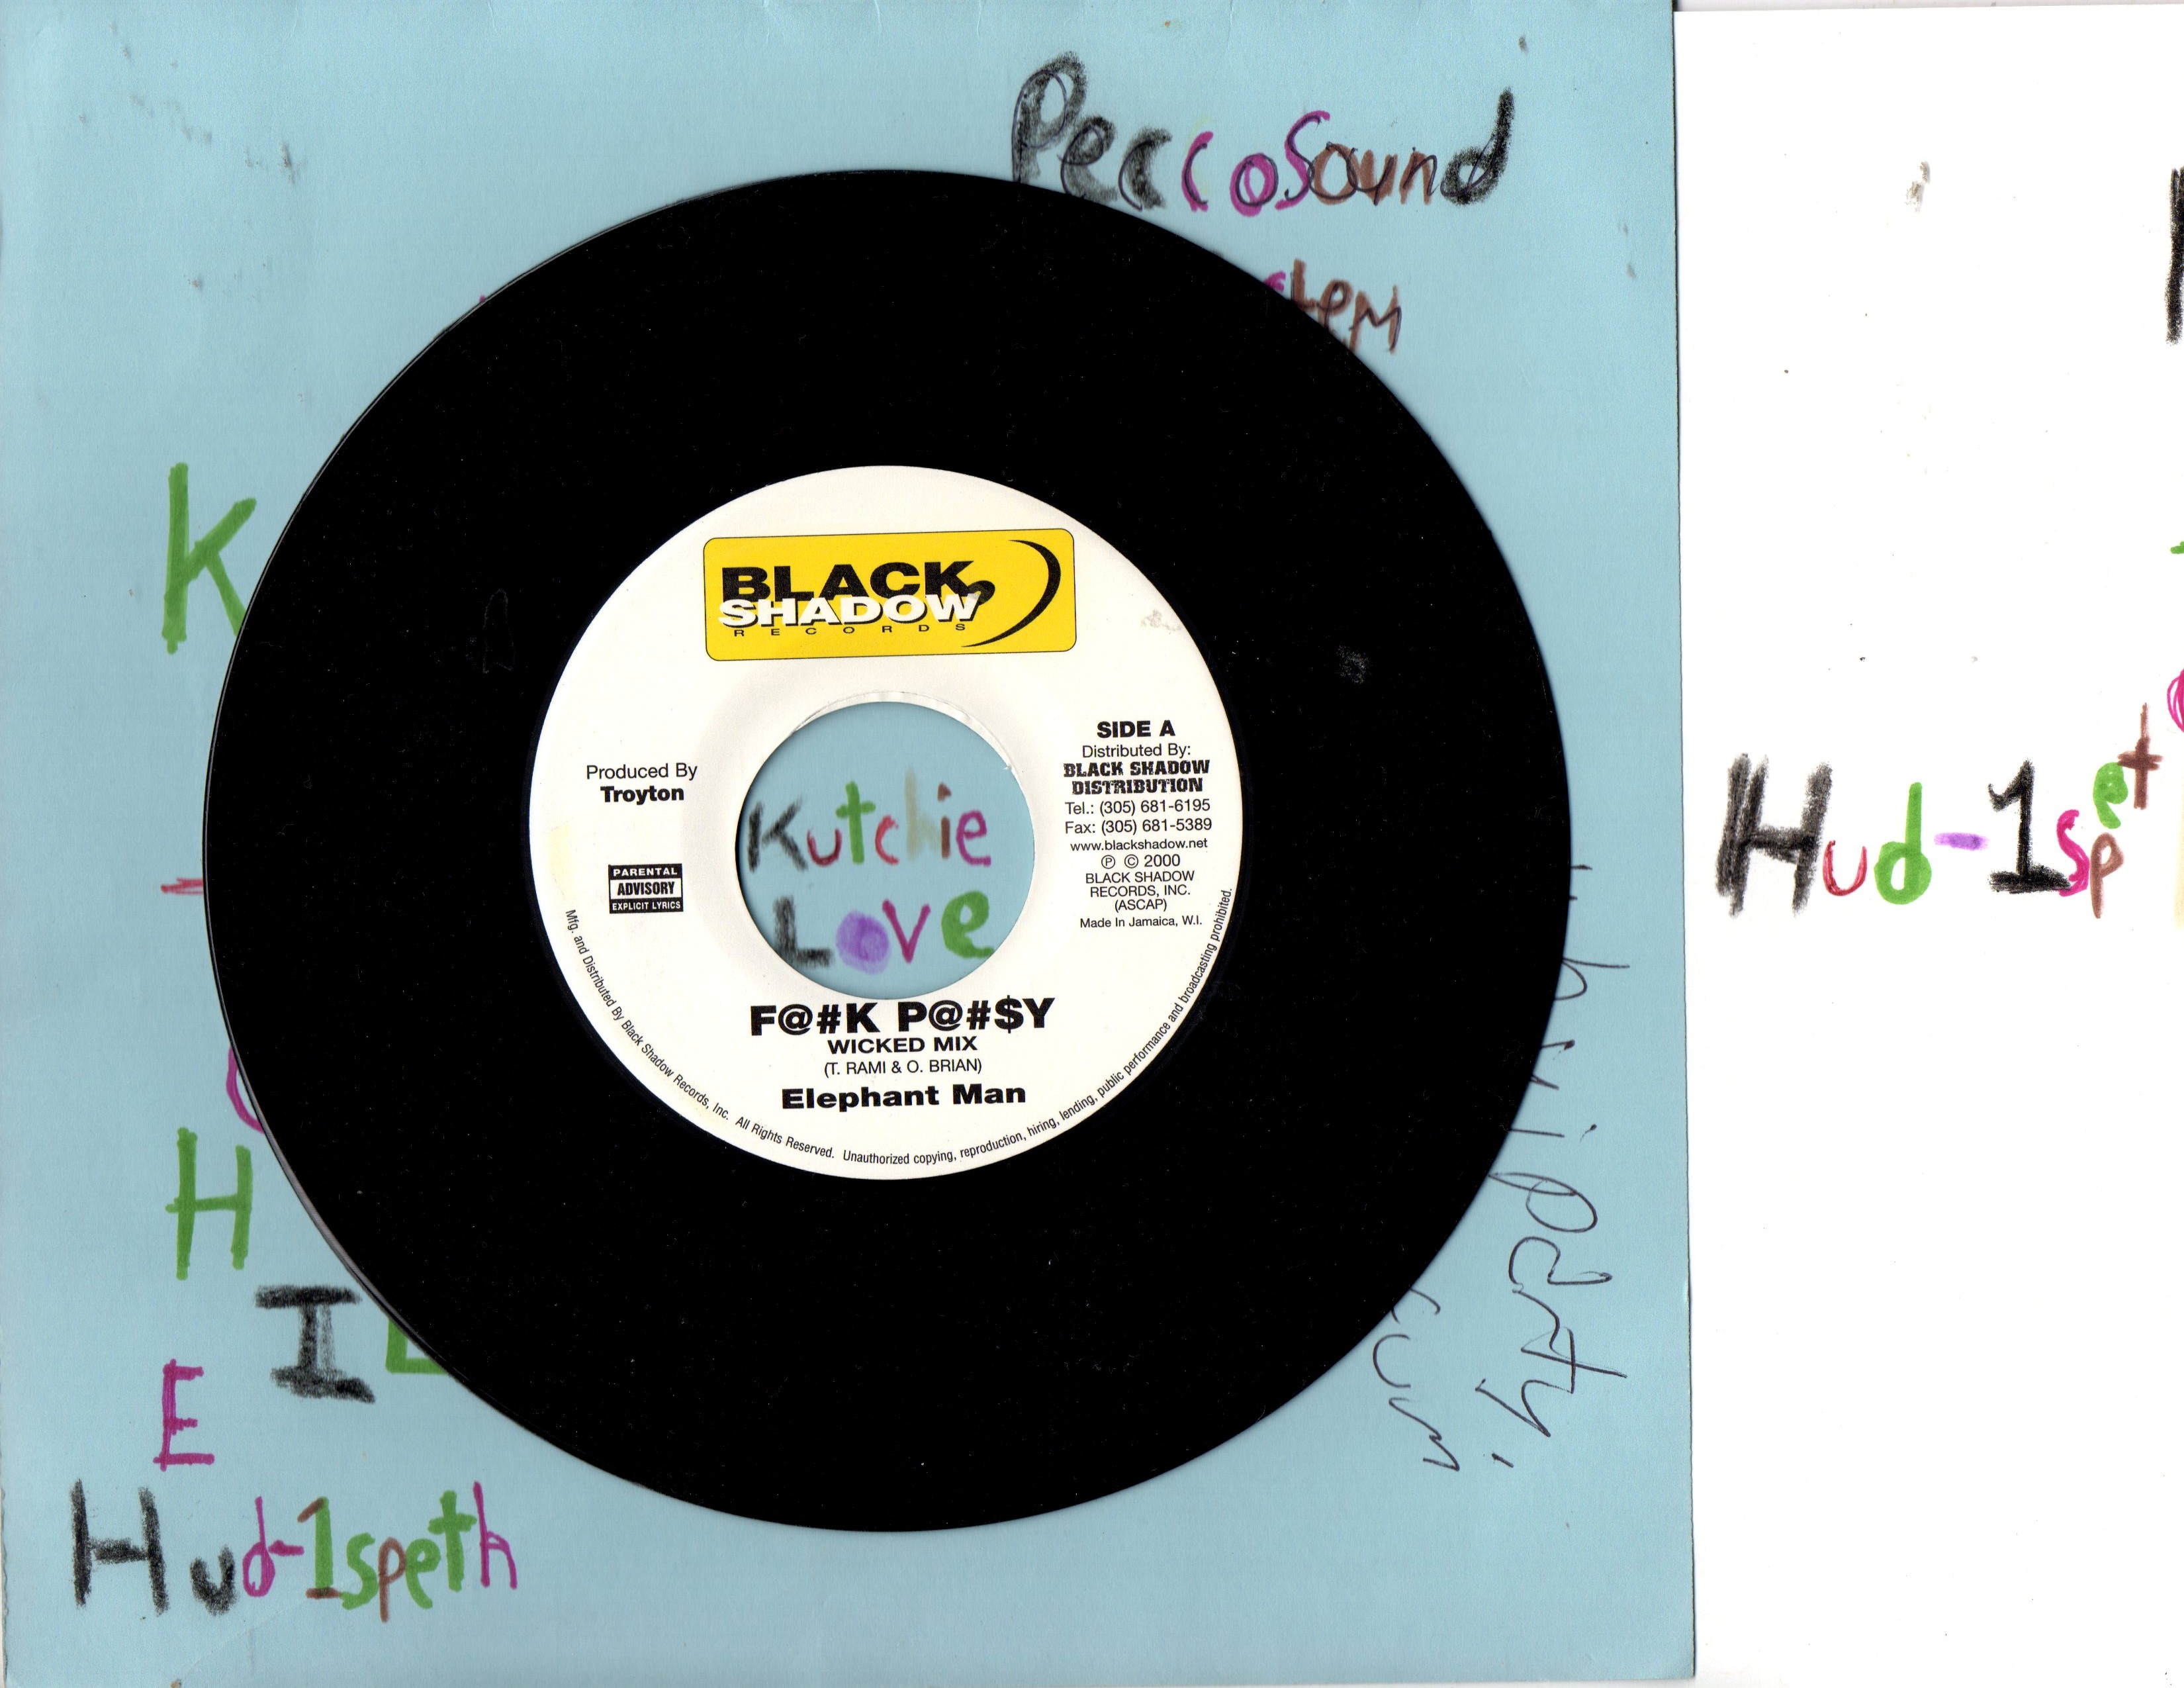 PeccoSound
stem
K
BLACK
SHADOW
RECORDS
SIDE A
Distributed By:
BLACK SHADOW
DISTRIBUTION
Tel.: (305) 681-6195
Fax: (305) 681-5389
www.blackshadow.net
℗ © 2000
BLACK SHADOW
RECORDS, INC.
(ASCAP)
Made In Jamaica, W.I.
Produced By
Troyton
PARENTAL
ADVISORY
EXPLICIT LYRICS
Kutchie
Love
Hud-1spet
F@#K P@#$Y
WICKED MIX
(T. RAMI & O. BRIAN)
Elephant Man
Mfg. and Distributed By Black Shadow Records, Inc. All Rights Reserved. Unauthorized copying, reproduction, hiring, lending, public performance and broadcasting prohibited.
H
I
E
Hud-1speth